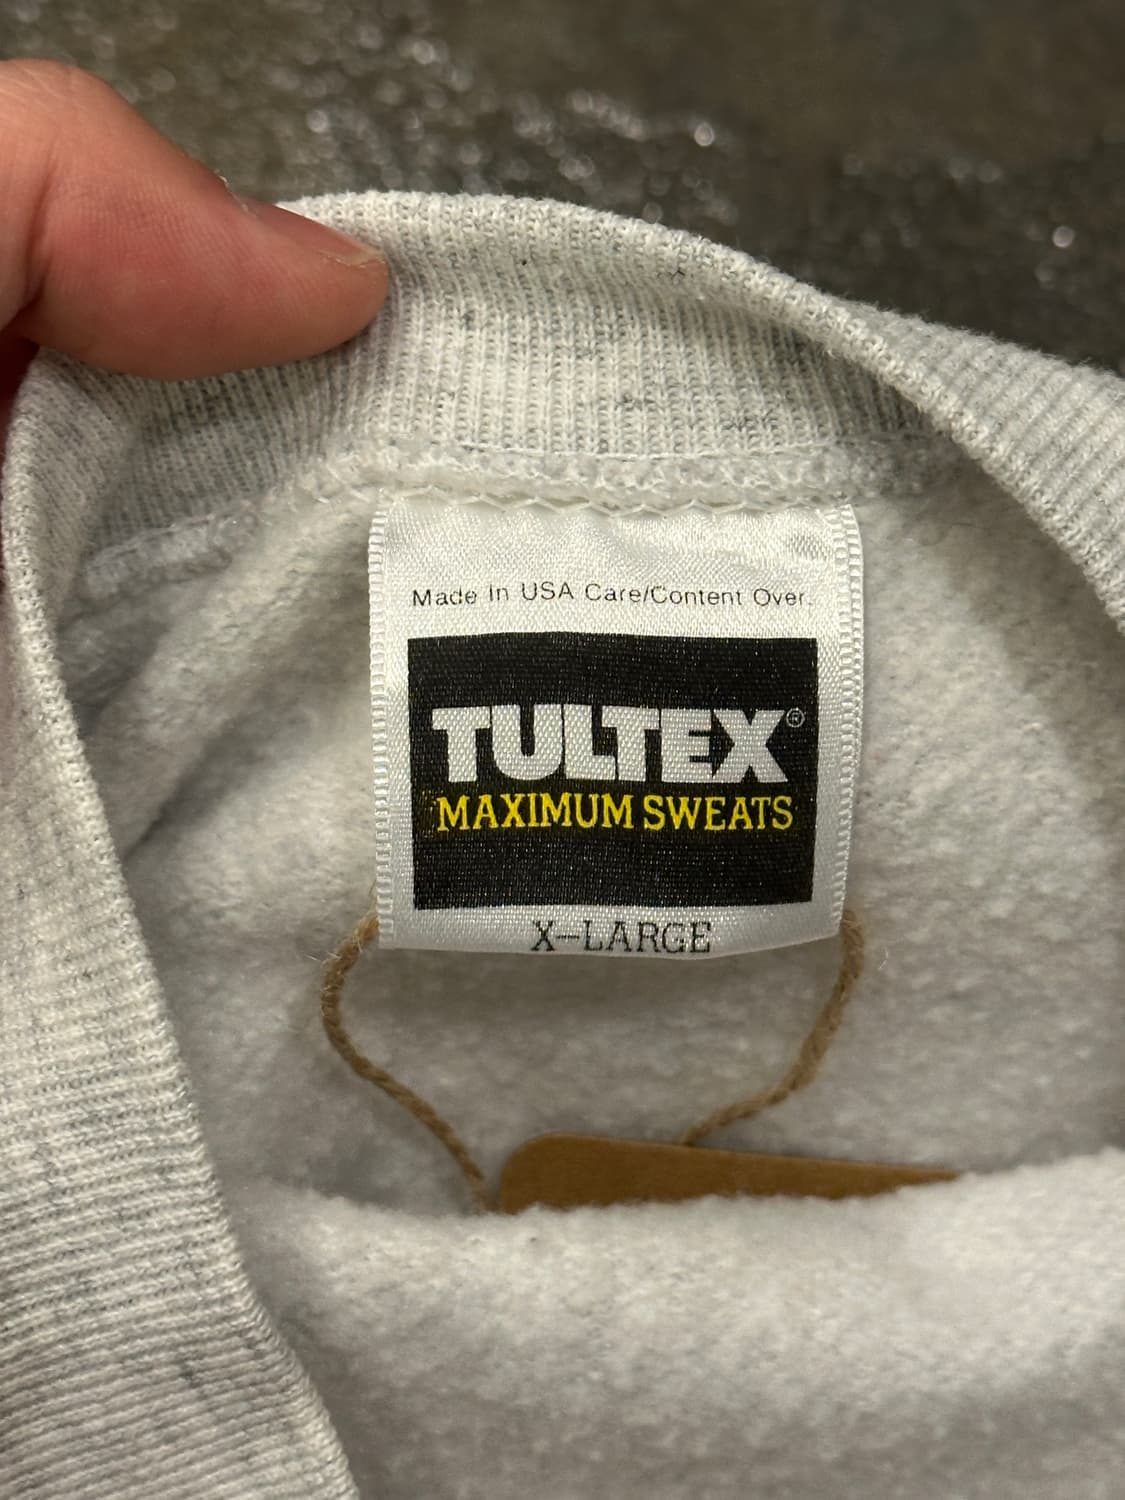 Made In USA Care/Content Over.
TULTEX®
MAXIMUM SWEATS
X-LARGE